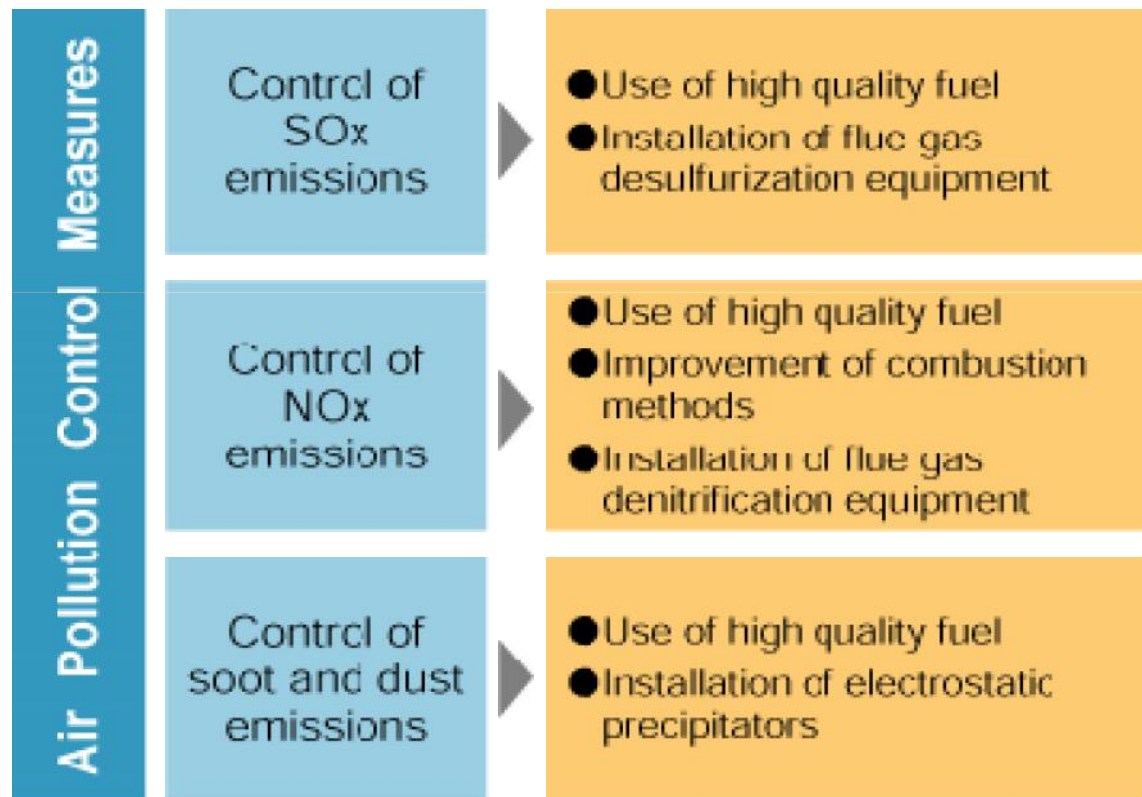 Air Pollution Control Measures
Control of
SOx
emissions
●Use of high quality fuel
●Installation of flue gas
desulfurization equipment
Control of
NOx
emissions
●Use of high quality fuel
●Improvement of combustion
methods
●Installation of flue gas
denitrification equipment
Control of
soot and dust
emissions
●Use of high quality fuel
●Installation of electrostatic
precipitators